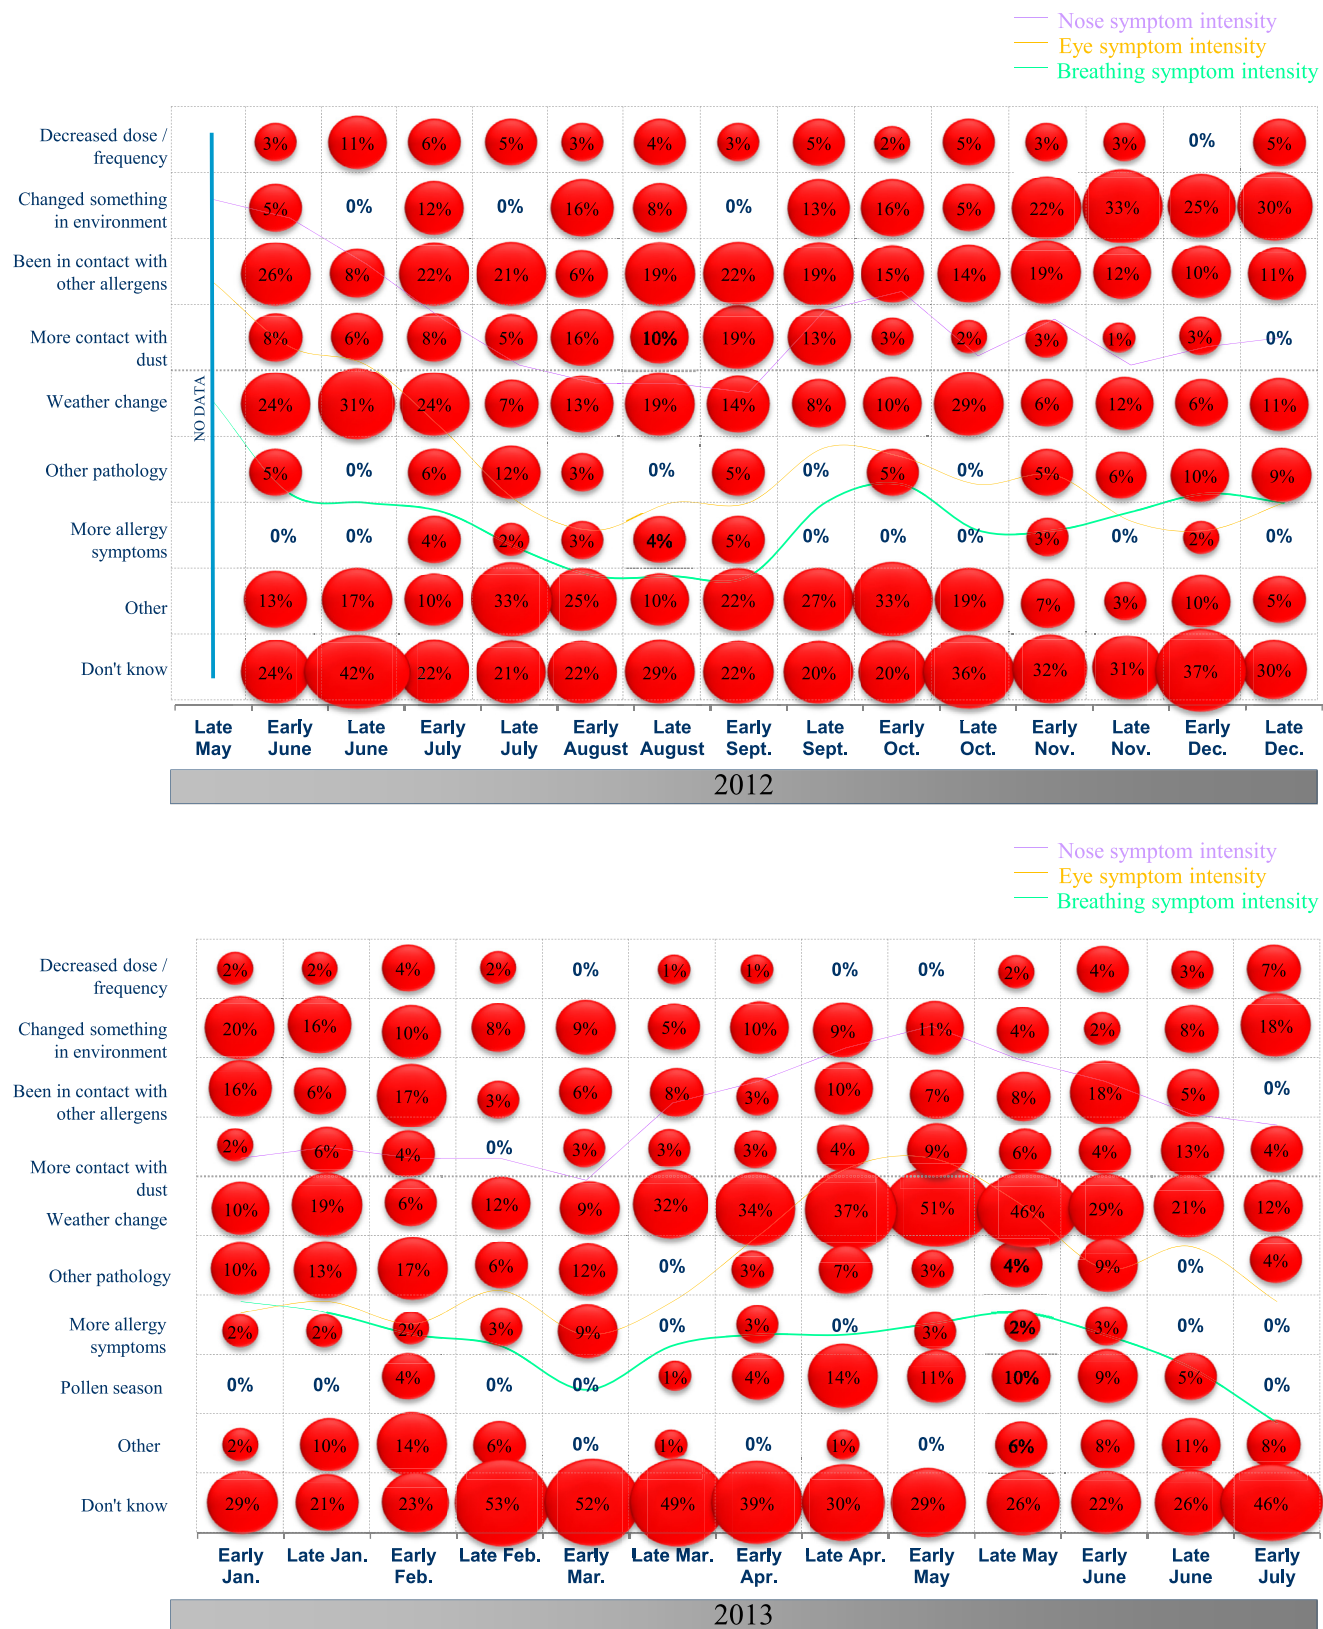 Nose symptom intensity
Eye symptom intensity
Breathing symptom intensity
Decreased dose /
frequency
3% 11% 6% 5% 3% 4% 3% 5% 2% 5% 3% 3% 0% 5%
Changed something
in environment
5% 0% 12% 0% 16% 8% 0% 13% 16% 5% 22% 33% 25% 30%
Been in contact with
other allergens
26% 8% 22% 21% 6% 19% 22% 19% 15% 14% 19% 12% 10% 11%
More contact with
dust
8% 6% 8% 5% 16% 10% 19% 13% 3% 2% 3% 1% 3% 0%
NO DATA
Weather change
24% 31% 24% 7% 13% 19% 14% 8% 10% 29% 6% 12% 6% 11%
Other pathology
5% 0% 6% 12% 3% 0% 5% 0% 5% 0% 5% 6% 10% 9%
More allergy
symptoms
0% 0% 4% 2% 3% 4% 5% 0% 0% 0% 3% 0% 2% 0%
Other
13% 17% 10% 33% 25% 10% 22% 27% 33% 19% 7% 3% 10% 5%
Don't know
24% 42% 22% 21% 22% 29% 22% 20% 20% 36% 32% 31% 37% 30%
Late Early Late Early Late Early Late Early Late Early Late Early Late Early Late
May June June July July August August Sept. Sept. Oct. Oct. Nov. Nov. Dec. Dec.
2012
Nose symptom intensity
Eye symptom intensity
Breathing symptom intensity
Decreased dose /
frequency
2% 2% 4% 2% 0% 1% 1% 0% 0% 2% 4% 3% 7%
Changed something
in environment
20% 16% 10% 8% 9% 5% 10% 9% 11% 4% 2% 8% 18%
Been in contact with
other allergens
16% 6% 17% 3% 6% 8% 3% 10% 7% 8% 18% 5% 0%
More contact with
dust
2% 6% 4% 0% 3% 3% 3% 4% 9% 6% 4% 13% 4%
Weather change
10% 19% 6% 12% 9% 32% 34% 37% 51% 46% 29% 21% 12%
Other pathology
10% 13% 17% 6% 12% 0% 3% 7% 3% 4% 9% 0% 4%
More allergy
symptoms
2% 2% 2% 3% 9% 0% 3% 0% 3% 2% 3% 0% 0%
Pollen season
0% 0% 4% 0% 0% 1% 4% 14% 11% 10% 9% 5% 0%
Other
2% 10% 14% 6% 0% 1% 0% 1% 0% 6% 8% 11% 8%
Don't know
29% 21% 23% 53% 52% 49% 39% 30% 29% 26% 22% 26% 46%
Early Late Jan. Early Late Feb. Early Late Mar. Early Late Apr. Early Late May Early Late Early
Jan. Feb. Mar. Apr. May June June July
2013